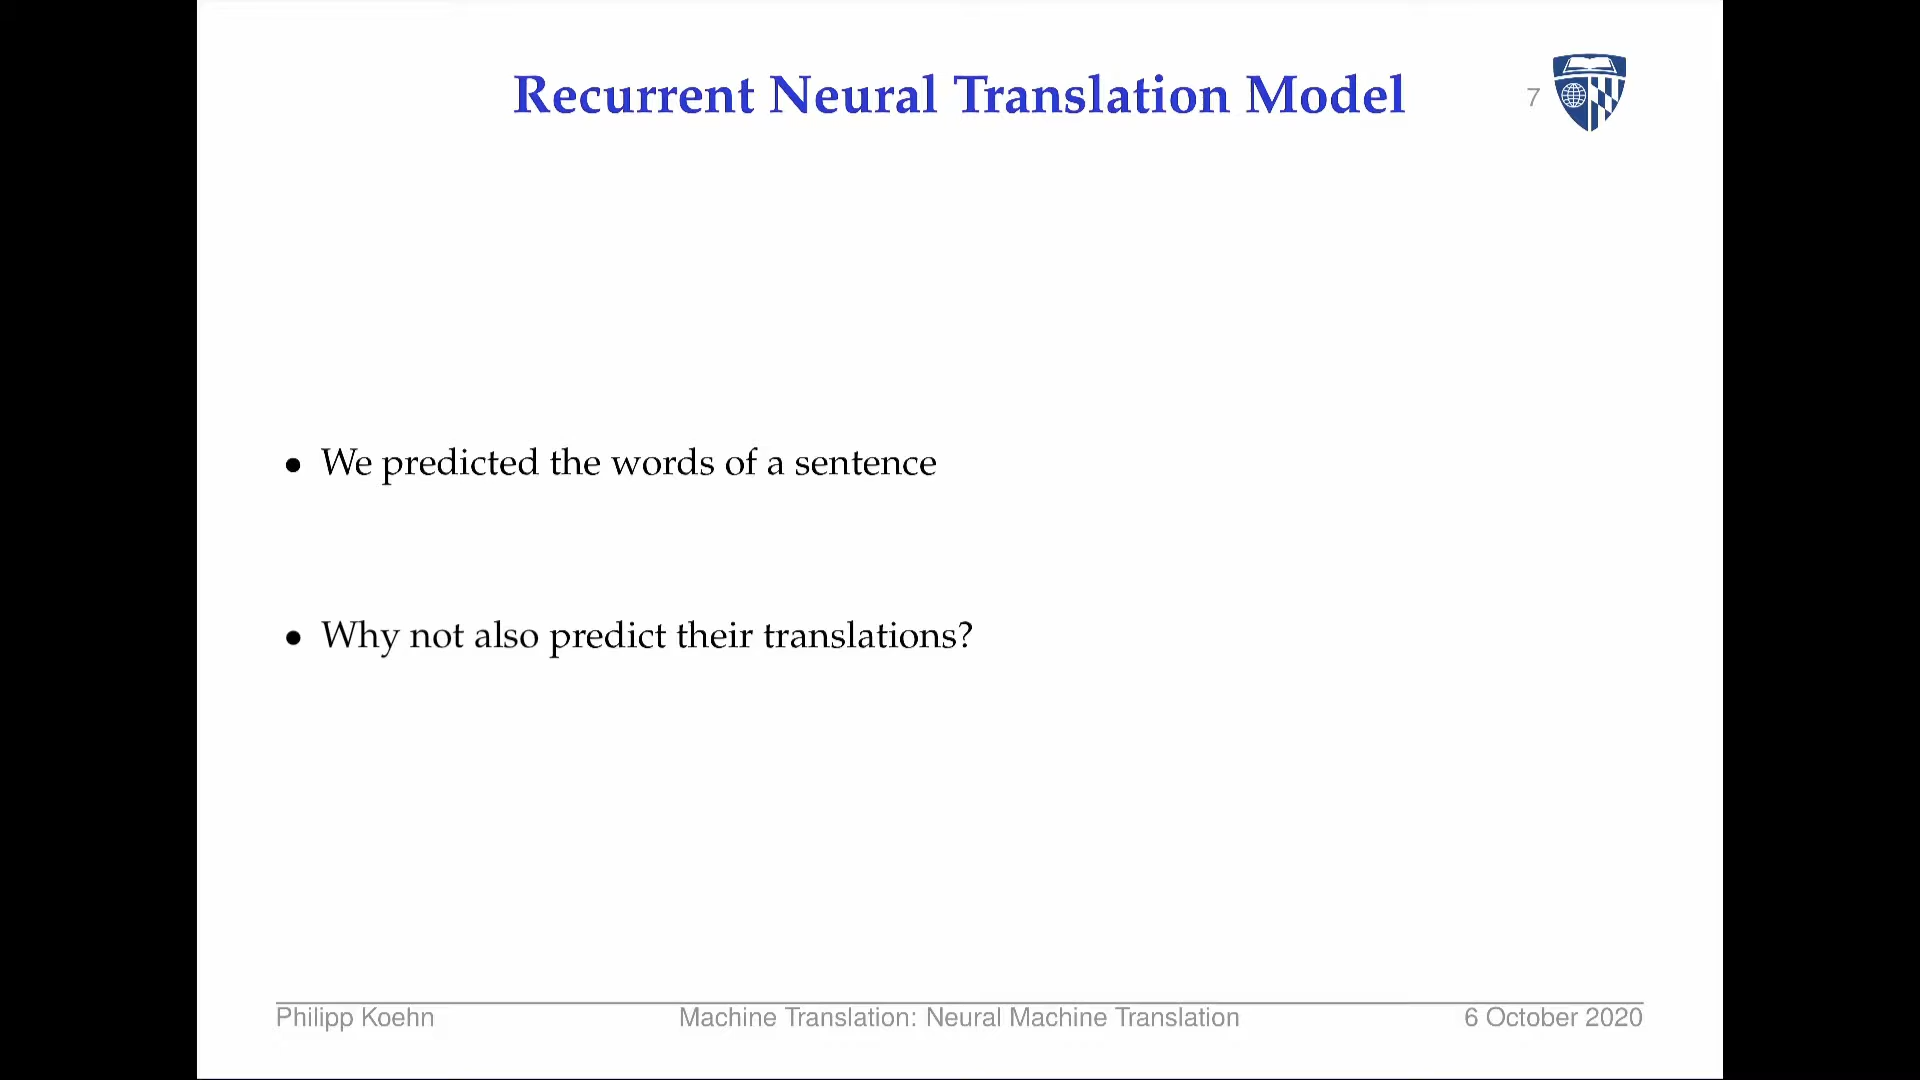 Recurrent Neural Translation Model
7
• We predicted the words of a sentence
• Why not also predict their translations?
Philipp Koehn
Machine Translation: Neural Machine Translation
6 October 2020